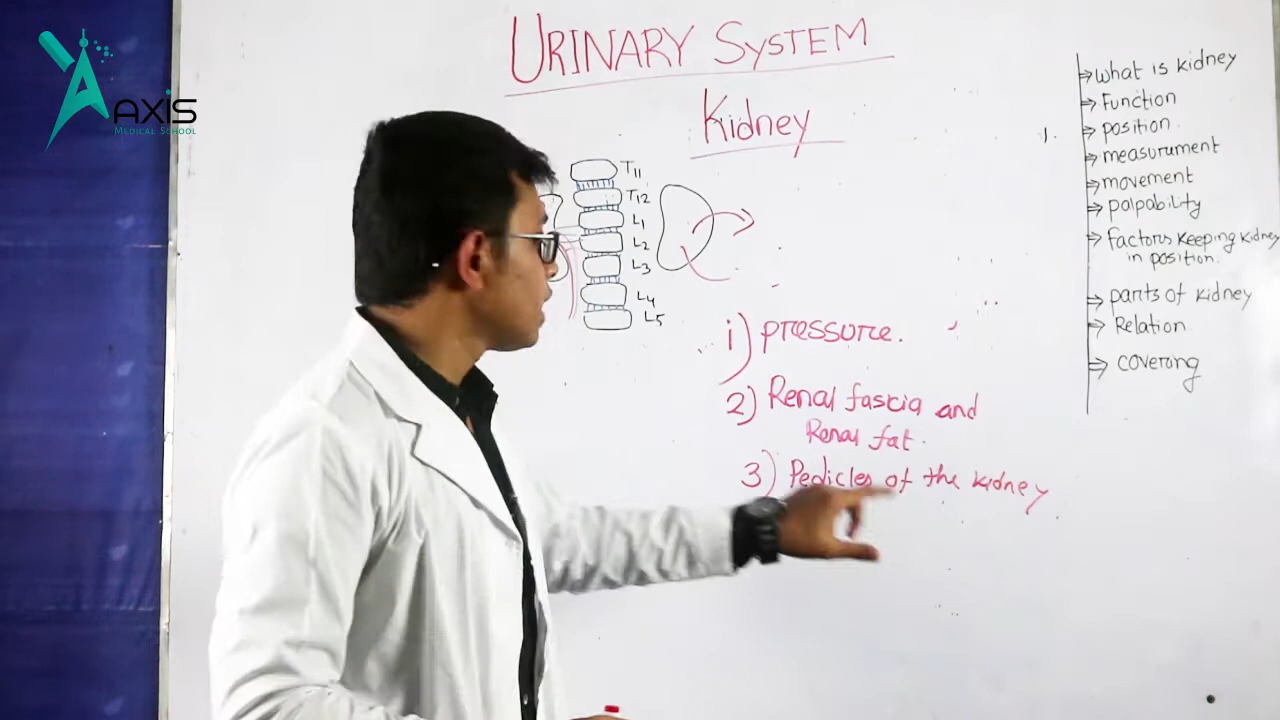 AXIS
MEDICAL SCHOOL
URINARY SYSTEM
Kidney
T11
T12
L1
L2
L3
L4
L5
1) pressure.
2) Renal fascia and
Renal fat.
3) Pedicles of the kidney
what is kidney
Function
position.
measurument
movement
palpability
factors keeping kidney
in position.
parts of kidney
Relation
covering